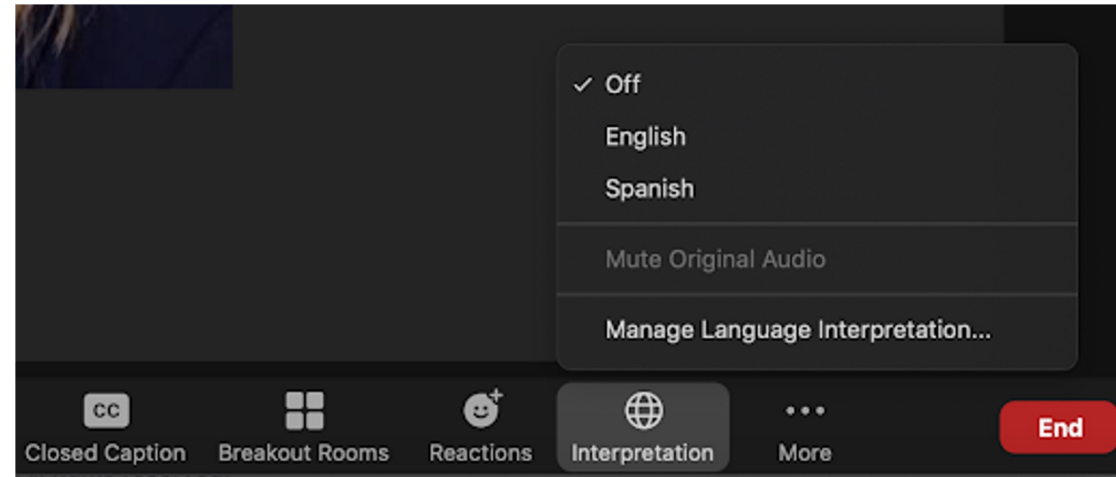 Off
English
Spanish
Mute Original Audio
Manage Language Interpretation...
CC
Closed Caption
Breakout Rooms
Reactions
Interpretation
More
End